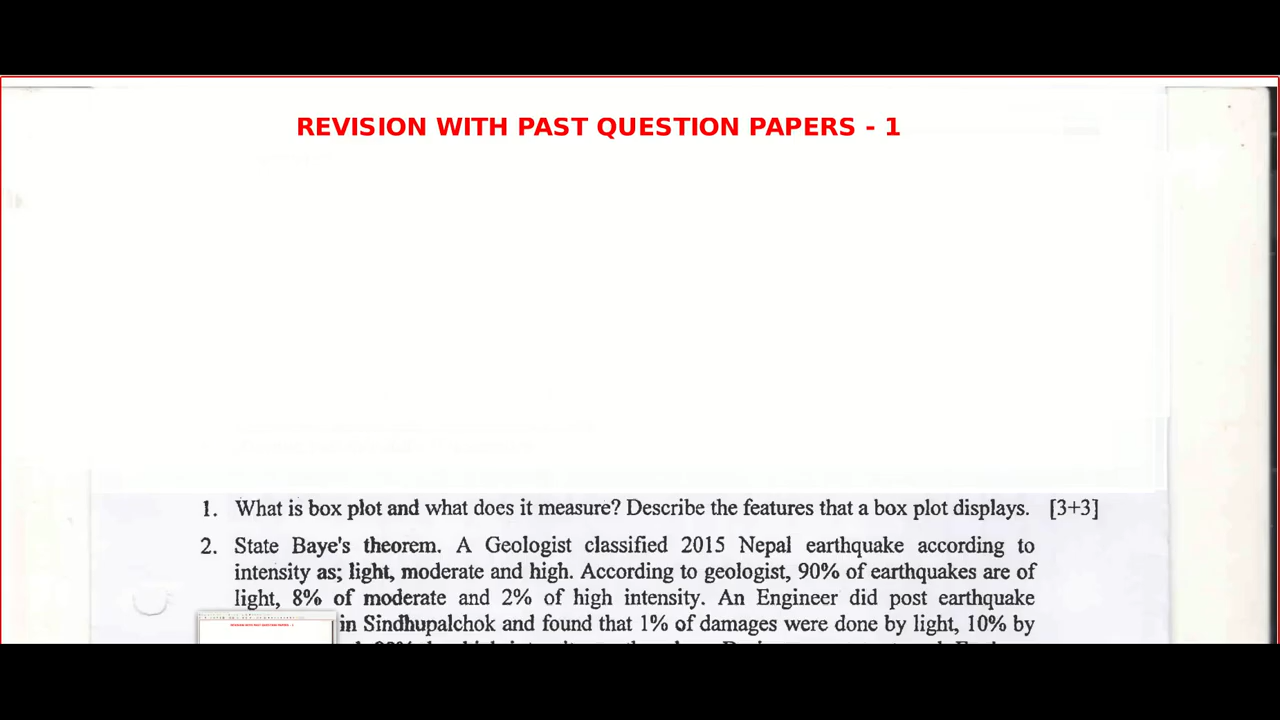 REVISION WITH PAST QUESTION PAPERS - 1
1. What is box plot and what does it measure? Describe the features that a box plot displays. [3+3]
2. State Baye's theorem. A Geologist classified 2015 Nepal earthquake according to
intensity as; light, moderate and high. According to geologist, 90% of earthquakes are of
light, 8% of moderate and 2% of high intensity. An Engineer did post earthquake
in Sindhupalchok and found that 1% of damages were done by light, 10% by